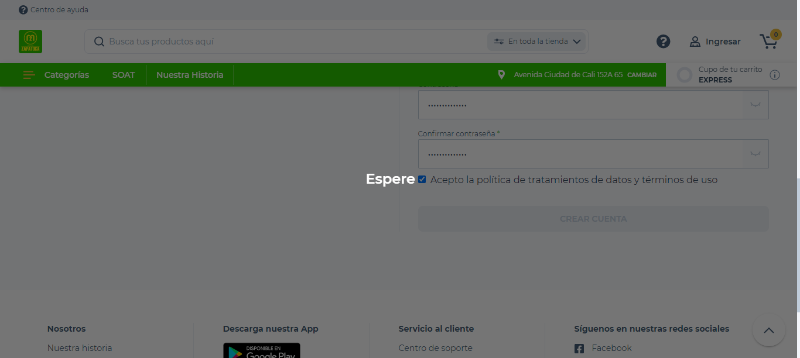 Centro de ayuda
Busca tus productos aquí
En toda la tienda
Ingresar
0
Categorías
SOAT
Nuestra Historia
Avenida Ciudad de Cali 152A 65
CAMBIAR
Cupo de tu carrito
EXPRESS
Confirmar contraseña *
Espere
Acepto la política de tratamientos de datos y términos de uso
CREAR CUENTA
Nosotros
Descarga nuestra App
Servicio al cliente
Síguenos en nuestras redes sociales
Nuestra historia
DISPONIBLE EN
Google Play
Centro de soporte
Facebook